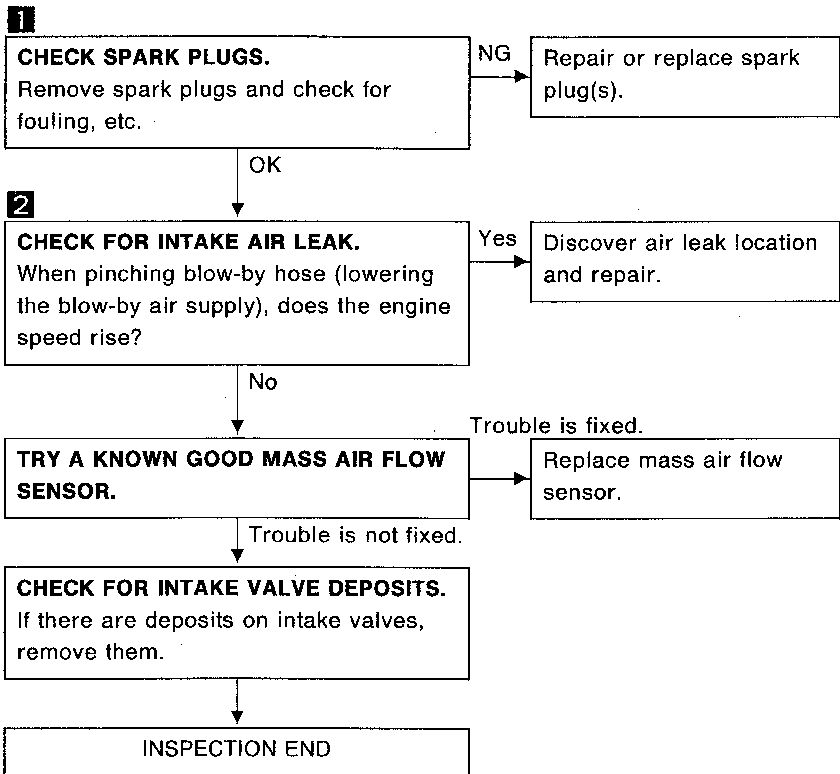 1
CHECK SPARK PLUGS.
Remove spark plugs and check for
fouling, etc.
NG
Repair or replace spark
plug(s).
OK
2
CHECK FOR INTAKE AIR LEAK.
When pinching blow-by hose (lowering
the blow-by air supply), does the engine
speed rise?
Yes
Discover air leak location
and repair.
No
TRY A KNOWN GOOD MASS AIR FLOW
SENSOR.
Trouble is fixed.
Replace mass air flow
sensor.
Trouble is not fixed.
CHECK FOR INTAKE VALVE DEPOSITS.
If there are deposits on intake valves,
remove them.
INSPECTION END